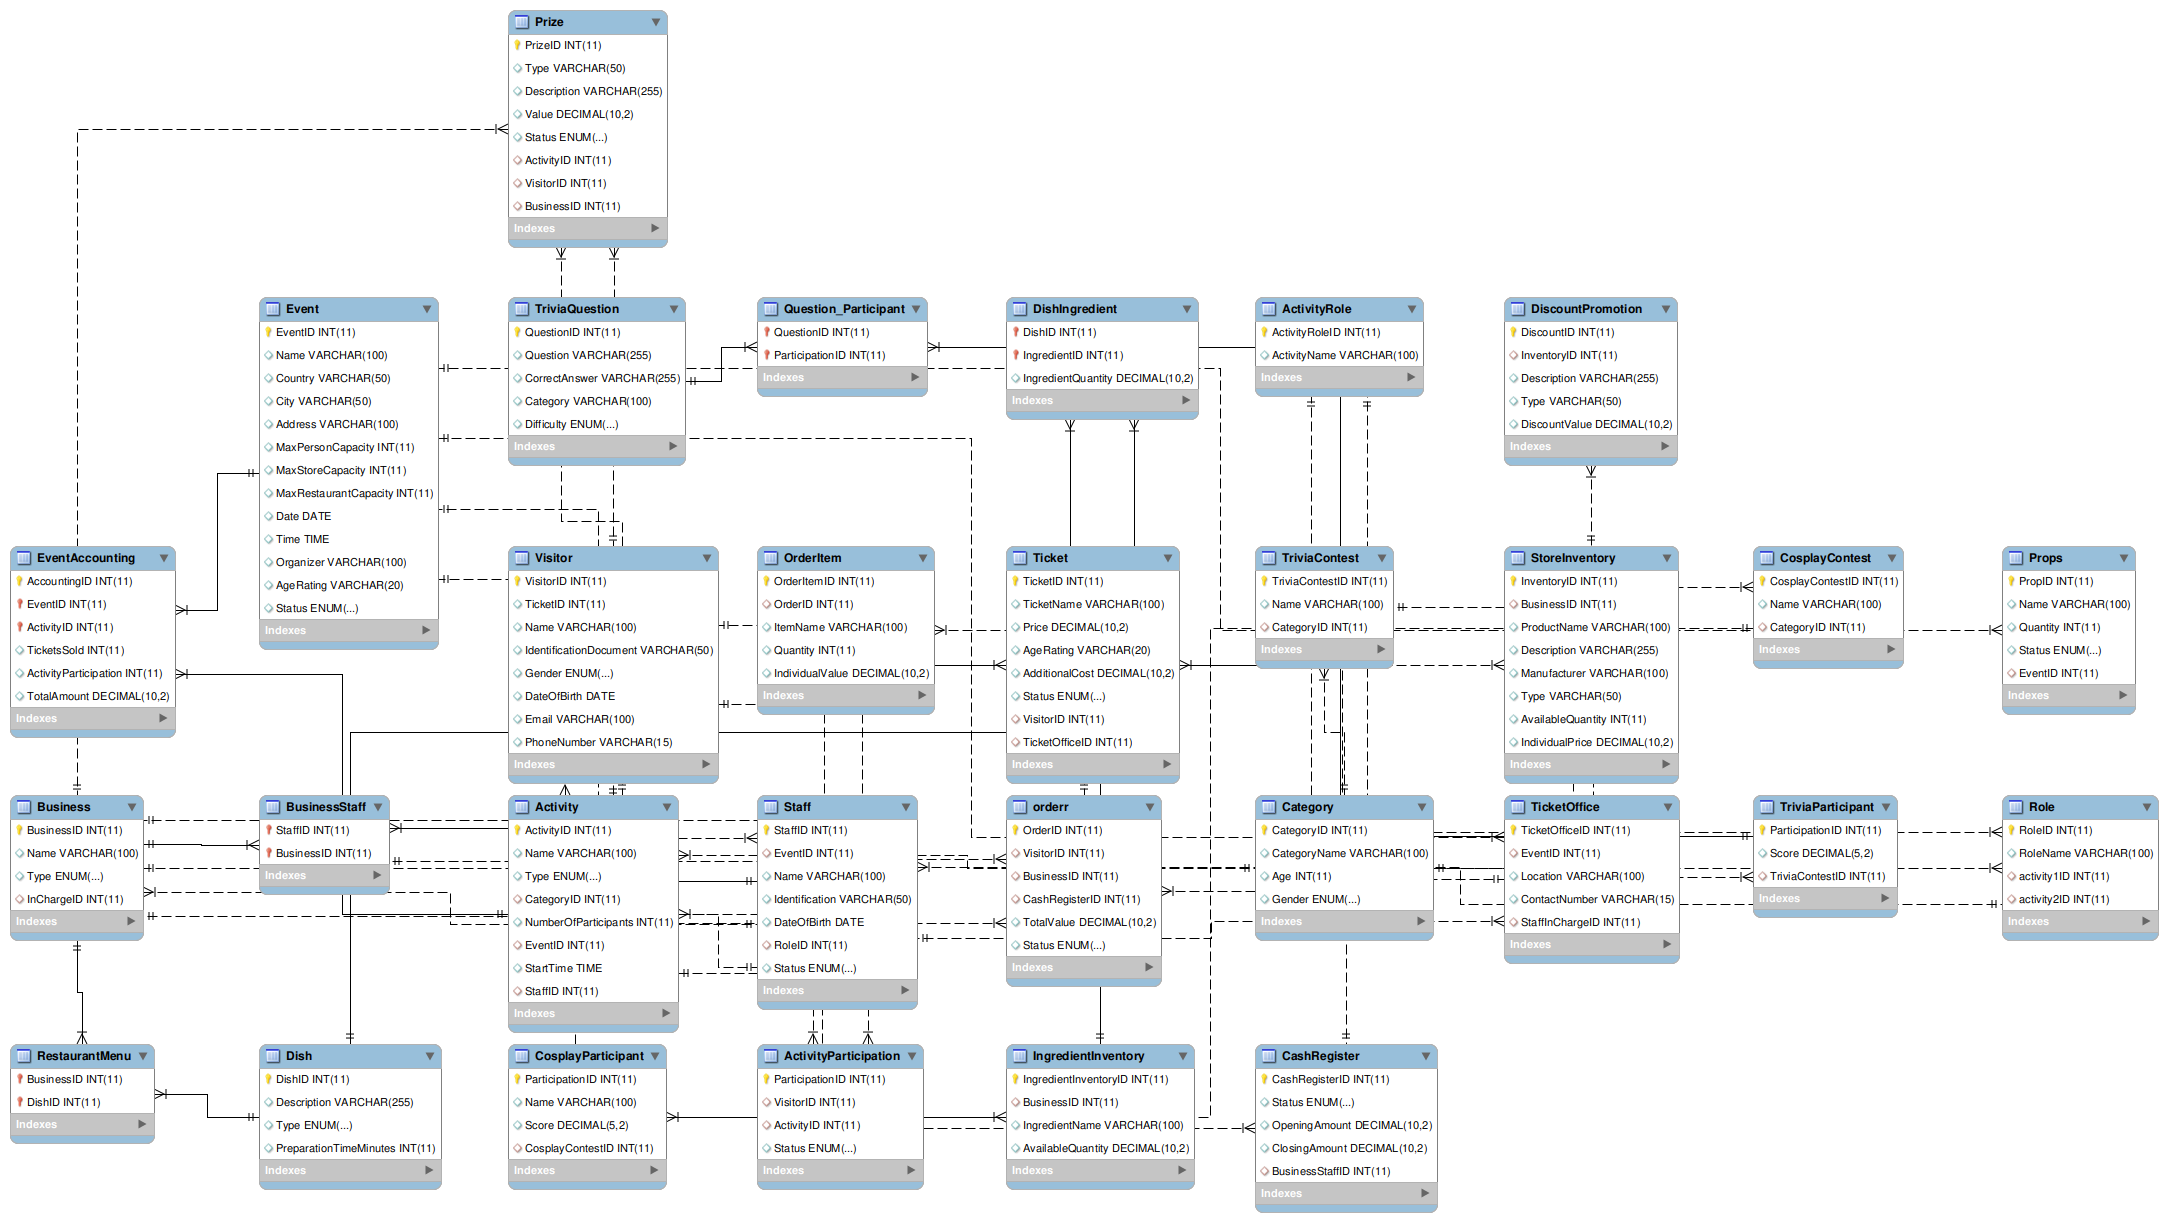 Prize
PrizeID INT(11)
Type VARCHAR(50)
Description VARCHAR(255)
Value DECIMAL(10,2)
Status ENUM(...)
ActivityID INT(11)
VisitorID INT(11)
BusinessID INT(11)
Indexes
Event
EventID INT(11)
Name VARCHAR(100)
Country VARCHAR(50)
City VARCHAR(50)
Address VARCHAR(100)
MaxPersonCapacity INT(11)
MaxStoreCapacity INT(11)
MaxRestaurantCapacity INT(11)
Date DATE
Time TIME
Organizer VARCHAR(100)
AgeRating VARCHAR(20)
Status ENUM(...)
Indexes
TriviaQuestion
QuestionID INT(11)
Question VARCHAR(255)
CorrectAnswer VARCHAR(255)
Category VARCHAR(100)
Difficulty ENUM(...)
Indexes
Question_Participant
QuestionID INT(11)
ParticipationID INT(11)
Indexes
DishIngredient
DishID INT(11)
IngredientID INT(11)
IngredientQuantity DECIMAL(10,2)
Indexes
ActivityRole
ActivityRoleID INT(11)
ActivityName VARCHAR(100)
Indexes
DiscountPromotion
DiscountID INT(11)
InventoryID INT(11)
Description VARCHAR(255)
Type VARCHAR(50)
DiscountValue DECIMAL(10,2)
Indexes
EventAccounting
AccountingID INT(11)
EventID INT(11)
ActivityID INT(11)
TicketsSold INT(11)
ActivityParticipation INT(11)
TotalAmount DECIMAL(10,2)
Indexes
Visitor
VisitorID INT(11)
TicketID INT(11)
Name VARCHAR(100)
IdentificationDocument VARCHAR(50)
Gender ENUM(...)
DateOfBirth DATE
Email VARCHAR(100)
PhoneNumber VARCHAR(15)
Indexes
OrderItem
OrderItemID INT(11)
OrderID INT(11)
ItemName VARCHAR(100)
Quantity INT(11)
IndividualValue DECIMAL(10,2)
Indexes
Ticket
TicketID INT(11)
TicketName VARCHAR(100)
Price DECIMAL(10,2)
AgeRating VARCHAR(20)
AdditionalCost DECIMAL(10,2)
Status ENUM(...)
VisitorID INT(11)
TicketOfficeID INT(11)
Indexes
TriviaContest
TriviaContestID INT(11)
Name VARCHAR(100)
CategoryID INT(11)
Indexes
StoreInventory
InventoryID INT(11)
BusinessID INT(11)
ProductName VARCHAR(100)
Description VARCHAR(255)
Manufacturer VARCHAR(100)
Type VARCHAR(50)
AvailableQuantity INT(11)
IndividualPrice DECIMAL(10,2)
Indexes
CosplayContest
CosplayContestID INT(11)
Name VARCHAR(100)
CategoryID INT(11)
Indexes
Props
PropID INT(11)
Name VARCHAR(100)
Quantity INT(11)
Status ENUM(...)
EventID INT(11)
Indexes
Business
BusinessID INT(11)
Name VARCHAR(100)
Type ENUM(...)
InChargeID INT(11)
Indexes
BusinessStaff
StaffID INT(11)
BusinessID INT(11)
Indexes
Activity
ActivityID INT(11)
Name VARCHAR(100)
Type ENUM(...)
CategoryID INT(11)
NumberOfParticipants INT(11)
EventID INT(11)
StartTime TIME
StaffID INT(11)
Indexes
Staff
StaffID INT(11)
EventID INT(11)
Name VARCHAR(100)
Identification VARCHAR(50)
DateOfBirth DATE
RoleID INT(11)
Status ENUM(...)
Indexes
orderr
OrderID INT(11)
VisitorID INT(11)
BusinessID INT(11)
CashRegisterID INT(11)
TotalValue DECIMAL(10,2)
Status ENUM(...)
Indexes
Category
CategoryID INT(11)
CategoryName VARCHAR(100)
Age INT(11)
Gender ENUM(...)
Indexes
TicketOffice
TicketOfficeID INT(11)
EventID INT(11)
Location VARCHAR(100)
ContactNumber VARCHAR(15)
StaffInChargeID INT(11)
Indexes
TriviaParticipant
ParticipationID INT(11)
Score DECIMAL(5,2)
TriviaContestID INT(11)
Indexes
Role
RoleID INT(11)
RoleName VARCHAR(100)
activity1ID INT(11)
activity2ID INT(11)
Indexes
RestaurantMenu
BusinessID INT(11)
DishID INT(11)
Indexes
Dish
DishID INT(11)
Description VARCHAR(255)
Type ENUM(...)
PreparationTimeMinutes INT(11)
Indexes
CosplayParticipant
ParticipationID INT(11)
Name VARCHAR(100)
Score DECIMAL(5,2)
CosplayContestID INT(11)
Indexes
ActivityParticipation
ParticipationID INT(11)
VisitorID INT(11)
ActivityID INT(11)
Status ENUM(...)
Indexes
IngredientInventory
IngredientInventoryID INT(11)
BusinessID INT(11)
IngredientName VARCHAR(100)
AvailableQuantity DECIMAL(10,2)
Indexes
CashRegister
CashRegisterID INT(11)
Status ENUM(...)
OpeningAmount DECIMAL(10,2)
ClosingAmount DECIMAL(10,2)
BusinessStaffID INT(11)
Indexes